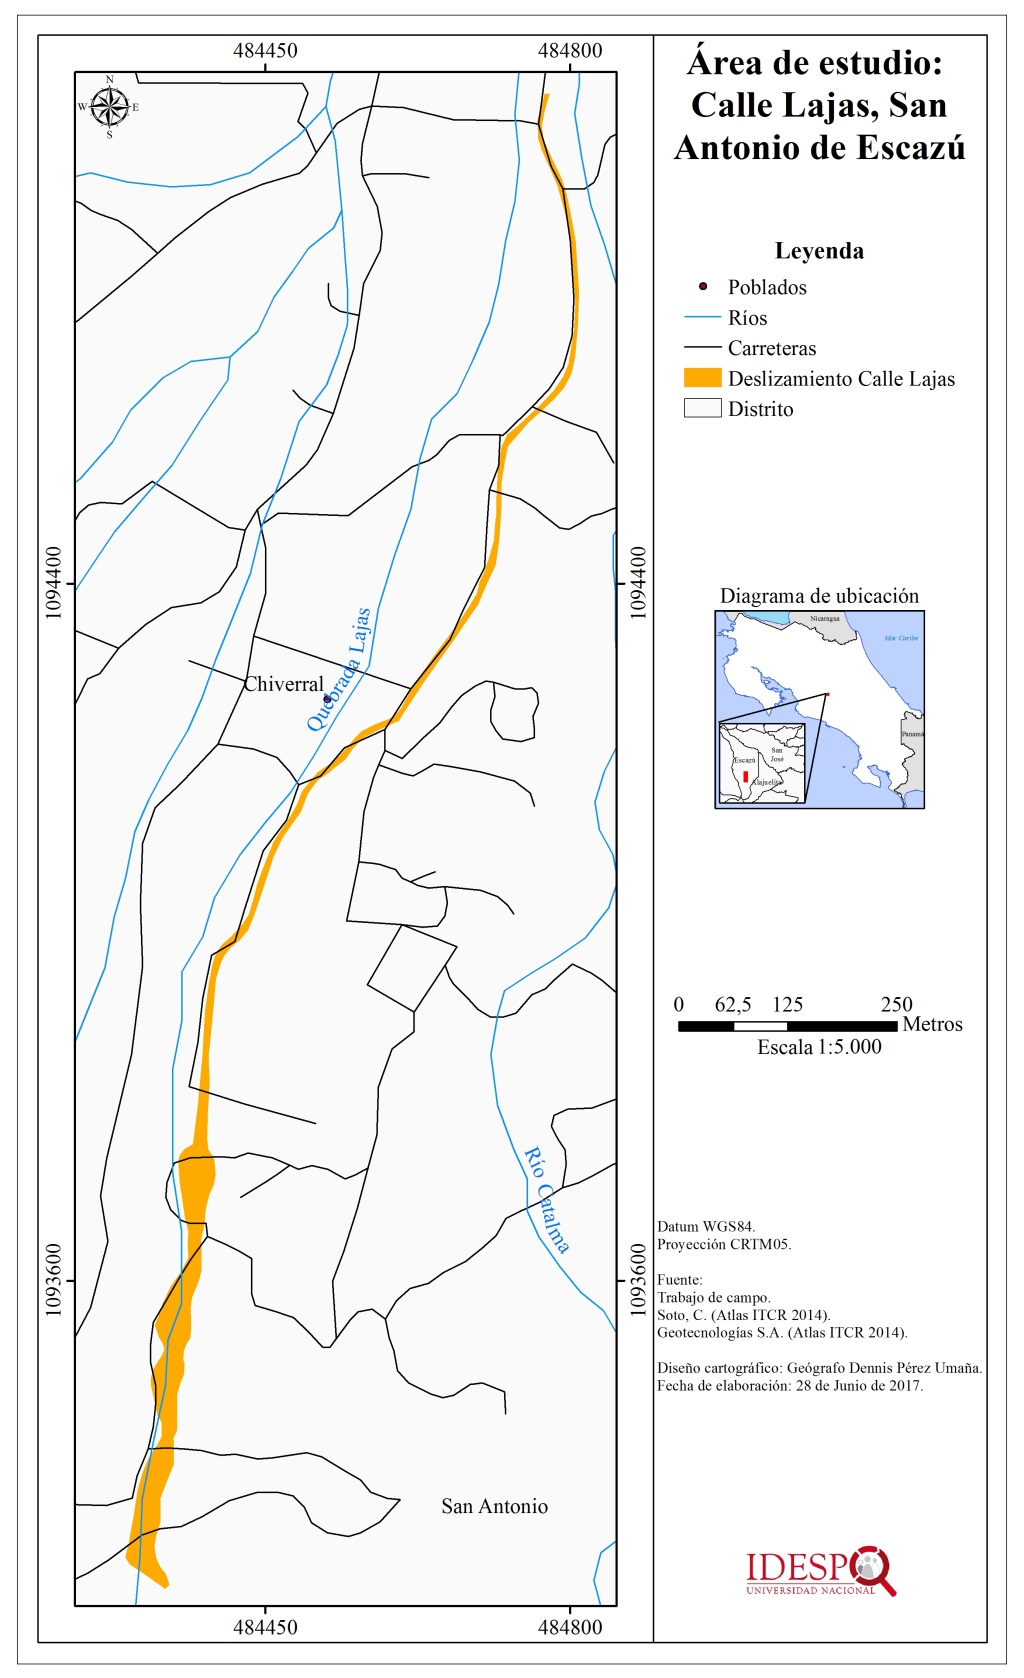 484450
484800
N
W
E
S
1094400
1094400
Quebrada Lajas
Chiverral
Río Catalma
1093600
1093600
San Antonio
484450
484800
Área de estudio:
Calle Lajas, San
Antonio de Escazú
Leyenda
Poblados
Ríos
Carreteras
Deslizamiento Calle Lajas
Distrito
Diagrama de ubicación
Nicaragua
Mar Caribe
Panamá
Escazú
San
José
Alajuelita
0 62,5 125 250
Metros
Escala 1:5.000
Datum WGS84.
Proyección CRTM05.
Fuente:
Trabajo de campo.
Soto, C. (Atlas ITCR 2014).
Geotecnologías S.A. (Atlas ITCR 2014).
Diseño cartográfico: Geógrafo Dennis Pérez Umaña.
Fecha de elaboración: 28 de Junio de 2017.
IDESPO
UNIVERSIDAD NACIONAL